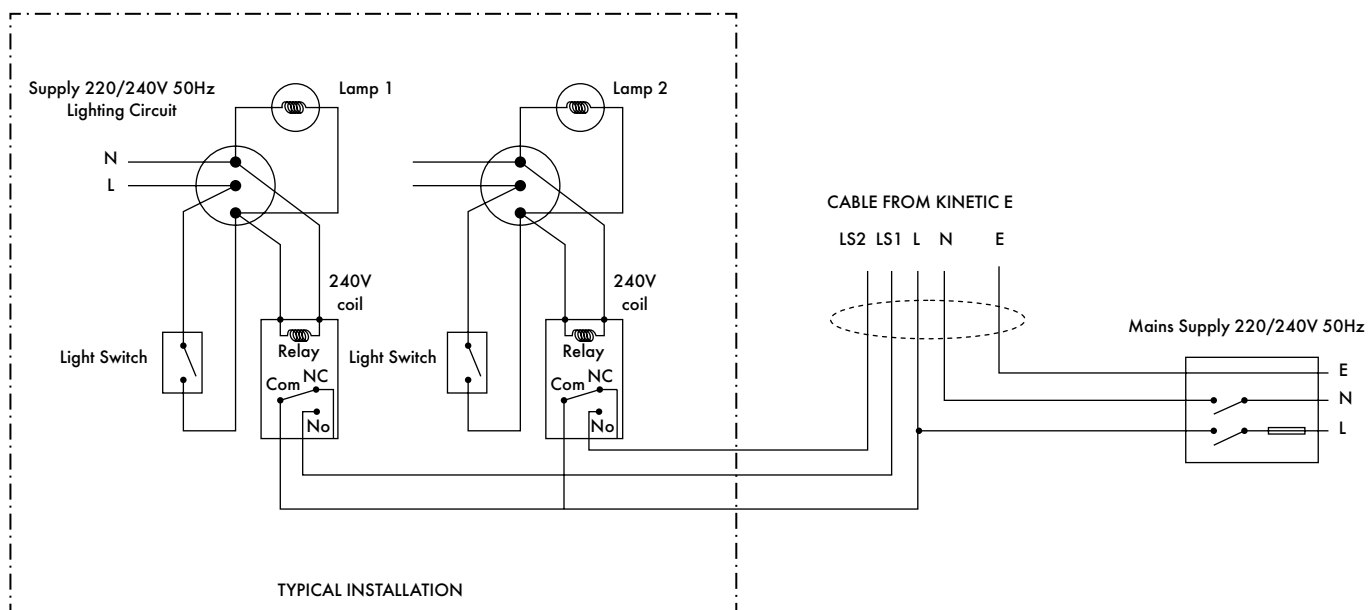 Supply 220/240V 50Hz
Lighting Circuit
Lamp 1
Lamp 2
N
L
CABLE FROM KINETIC E
LS2 LS1 L N E
240V
coil
240V
coil
Mains Supply 220/240V 50Hz
Light Switch
Relay
Light Switch
Relay
E
Com NC
Com NC
N
No
No
L
TYPICAL INSTALLATION